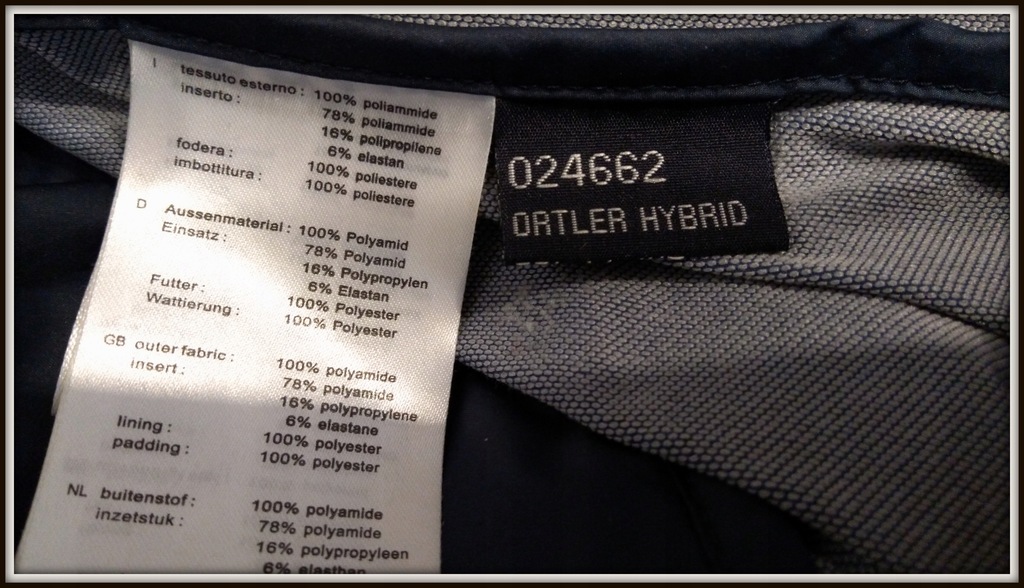 I tessuto esterno : 100% poliammide
inserto : 78% poliammide
16% polipropilene
6% elastan
fodera : 100% poliestere
imbottitura : 100% poliestere
D Aussenmaterial : 100% Polyamid
Einsatz : 78% Polyamid
16% Polypropylen
6% Elastan
Futter : 100% Polyester
Wattierung : 100% Polyester
GB outer fabric : 100% polyamide
insert : 78% polyamide
16% polypropylene
6% elastane
lining : 100% polyester
padding : 100% polyester
NL buitenstof : 100% polyamide
inzetstuk : 78% polyamide
16% polypropyleen
6% elasthan
024662
ORTLER HYBRID